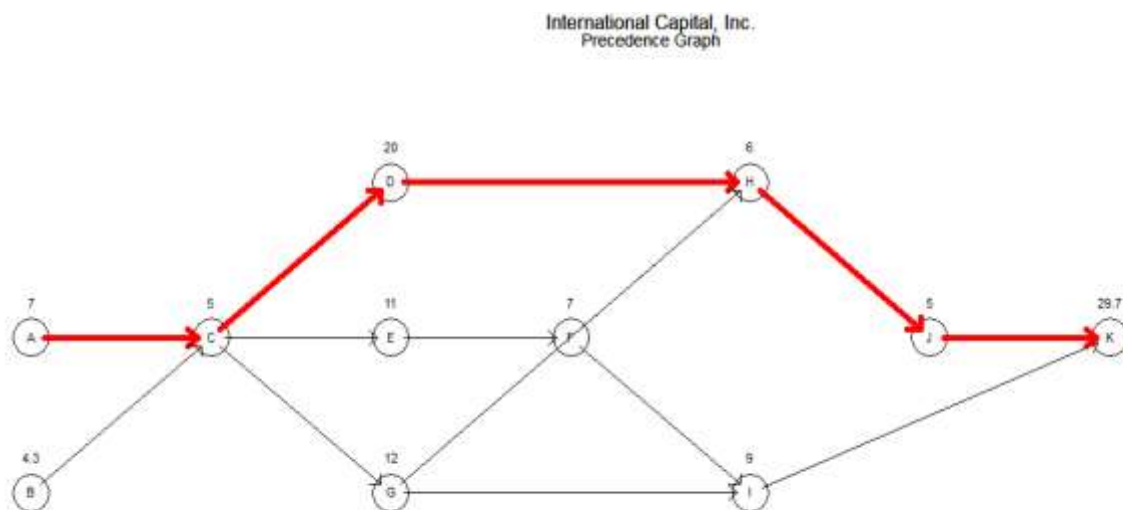 International Capital, Inc.
Precedence Graph
20
6
D
H
7
5
11
7
5
29.7
A
C
E
F
J
K
4.3
12
9
B
G
I